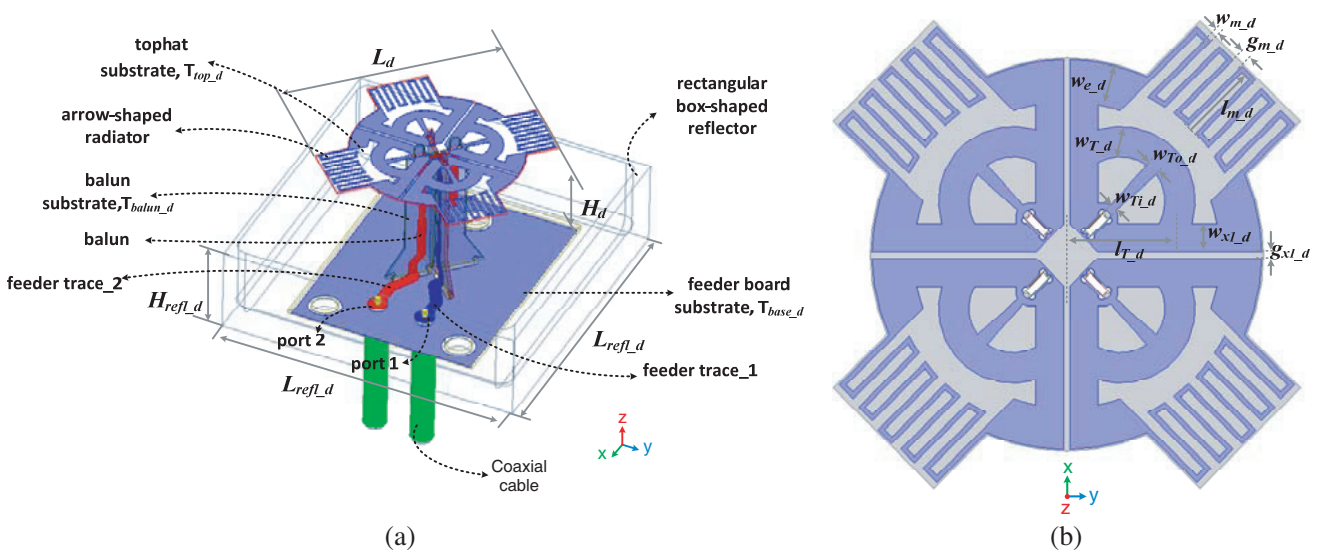 tophat
substrate, T_top_d
arrow-shaped
radiator
balun
substrate,T_balun_d
balun
feeder trace_2
H_refl_d
port 2
port 1
L_refl_d
L_d
H_d
rectangular
box-shaped
reflector
feeder board
substrate, T_base_d
L_refl_d
feeder trace_1
Coaxial
cable
z
x
y
(a)
w_m_d
g_m_d
w_e_d
l_m_d
w_T_d
w_To_d
w_Ti_d
w_xl_d
l_T_d
g_xl_d
x
y
z
(b)